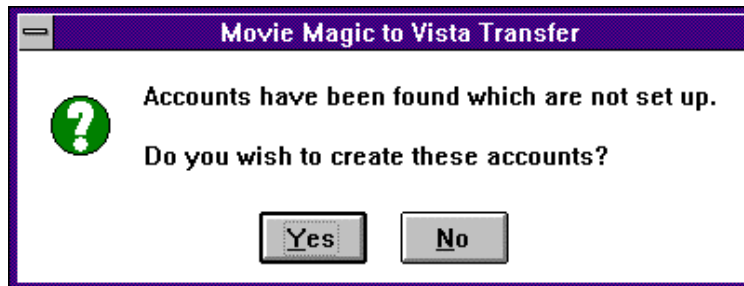 Movie Magic to Vista Transfer
Accounts have been found which are not set up.
Do you wish to create these accounts?
Yes No